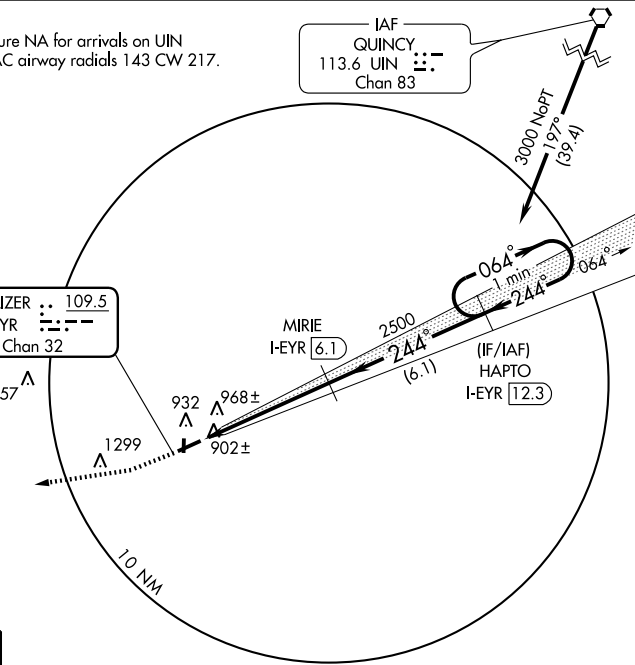 ure NA for arrivals on UIN
AC airway radials 143 CW 217.
IAF
QUINCY
113.6 UIN
Chan 83
3000 NoPT
197°
(39.4)
064°
1 min
244°
064°
IZER 109.5
YR
Chan 32
MIRIE
I-EYR 6.1
2500
244°
(6.1)
(IF/IAF)
HAPTO
I-EYR 12.3
57
932
968±
902±
1299
10 NM